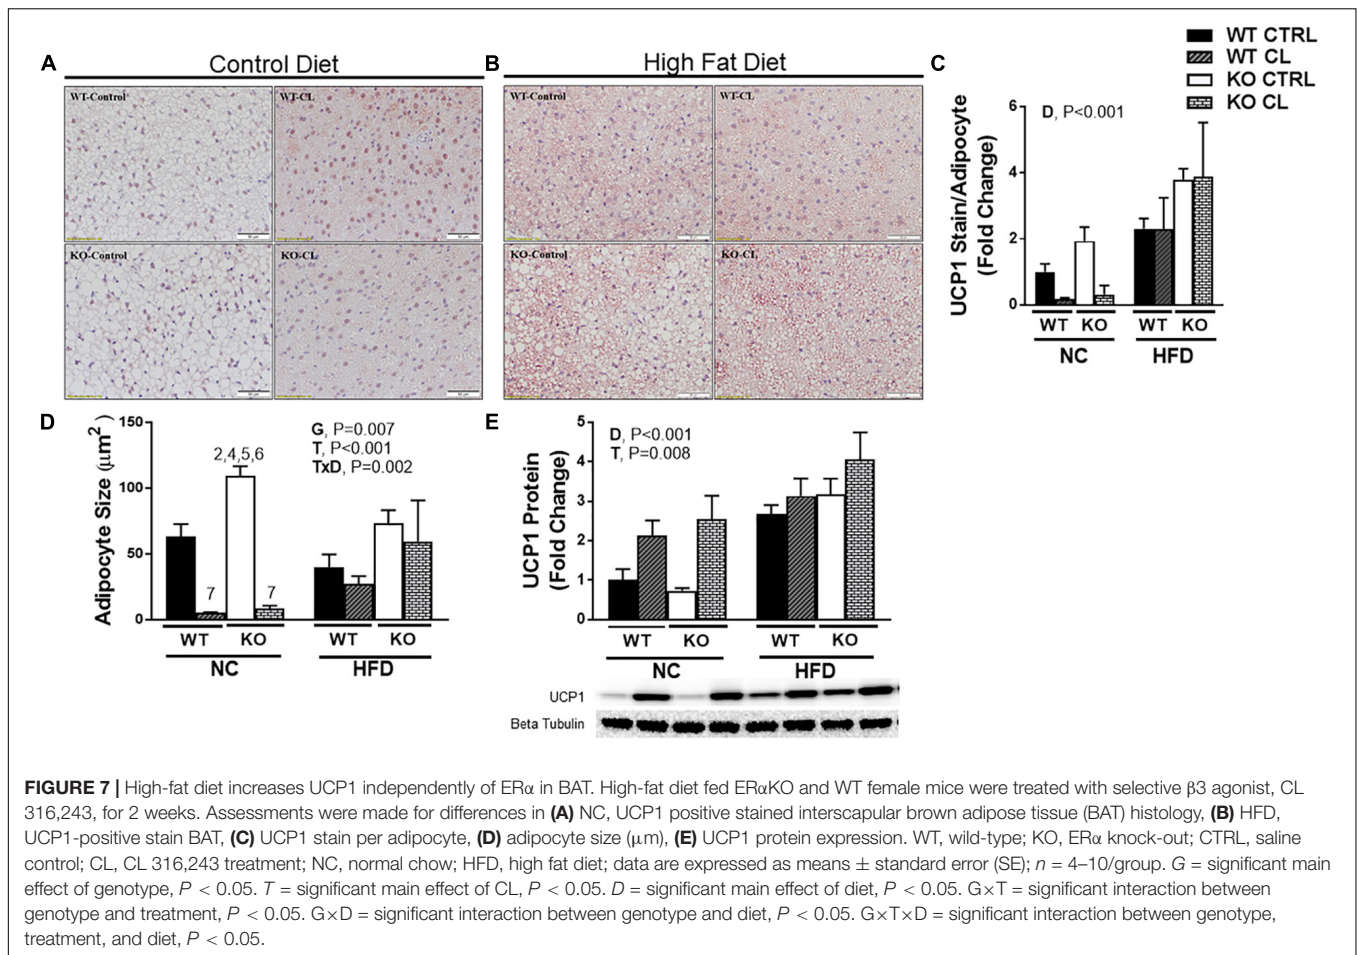 A
Control Diet
WT-Control
WT-CL
KO-Control
KO-CL
B
High Fat Diet
WT-Control
WT-CL
KO-Control
KO-CL
C
WT CTRL
WT CL
KO CTRL
KO CL
UCP1 Stain/Adipocyte
(Fold Change)
6
4
2
0
D, P<0.001
WT KO WT KO
NC HFD
D
Adipocyte Size (μm²)
150
100
50
0
G, P=0.007
T, P<0.001
TxD, P=0.002
2,4,5,6
7 7
WT KO WT KO
NC HFD
E
UCP1 Protein
(Fold Change)
5
4
3
2
1
0
D, P<0.001
T, P=0.008
WT KO WT KO
NC HFD
UCP1
Beta Tubulin
FIGURE 7 | High-fat diet increases UCP1 independently of ERα in BAT. High-fat diet fed ERαKO and WT female mice were treated with selective β3 agonist, CL
316,243, for 2 weeks. Assessments were made for differences in (A) NC, UCP1 positive stained interscapular brown adipose tissue (BAT) histology, (B) HFD,
UCP1-positive stain BAT, (C) UCP1 stain per adipocyte, (D) adipocyte size (μm), (E) UCP1 protein expression. WT, wild-type; KO, ERα knock-out; CTRL, saline
control; CL, CL 316,243 treatment; NC, normal chow; HFD, high fat diet; data are expressed as means ± standard error (SE); n = 4–10/group. G = significant main
effect of genotype, P < 0.05. T = significant main effect of CL, P < 0.05. D = significant main effect of diet, P < 0.05. G×T = significant interaction between
genotype and treatment, P < 0.05. G×D = significant interaction between genotype and diet, P < 0.05. G×T×D = significant interaction between genotype,
treatment, and diet, P < 0.05.